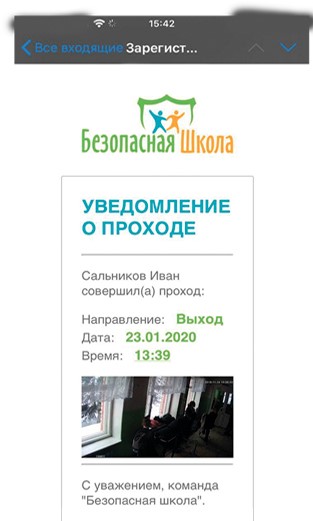 15:42
Все входящие Зарегист...
Безопасная Школа
УВЕДОМЛЕНИЕ
О ПРОХОДЕ
Сальников Иван
совершил(а) проход:
Направление: Выход
Дата: 23.01.2020
Время: 13:39
С уважением, команда
"Безопасная школа".